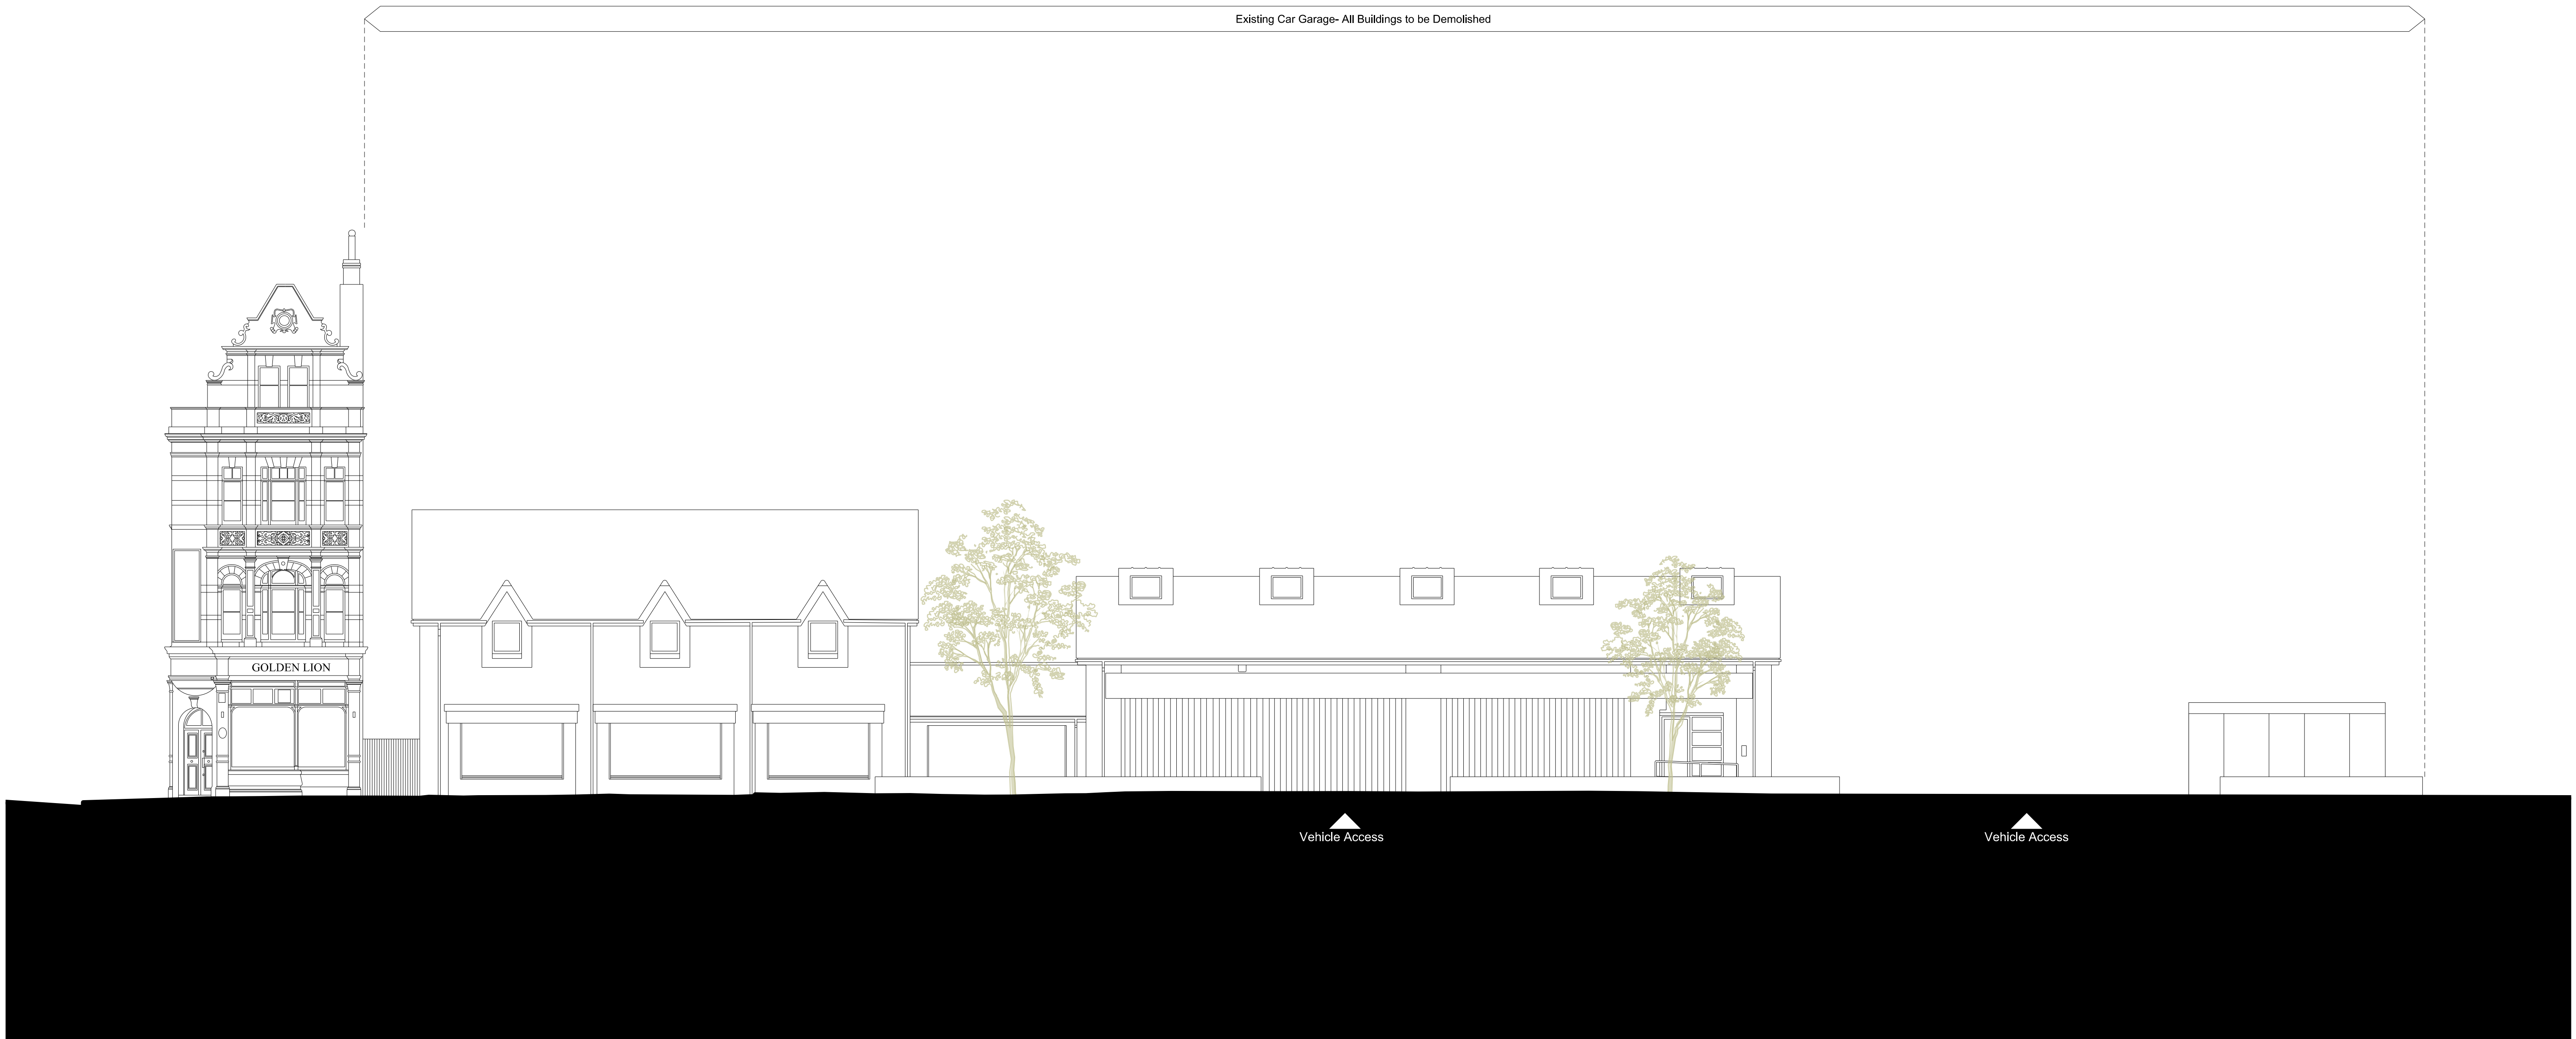 Existing Car Garage- All Buildings to be Demolished
GOLDEN LION
Vehicle Access
Vehicle Access